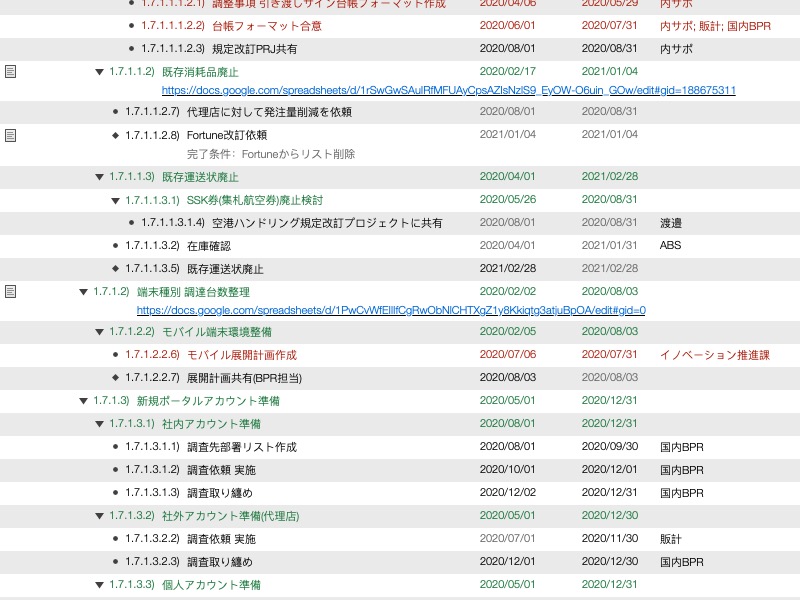 1.7.1.1.1.2.1) 調整事項 引き渡しサイン台帳フォーマット作成 2020/04/06 2020/05/29 内サポ
1.7.1.1.1.2.2) 台帳フォーマット合意 2020/06/01 2020/07/31 内サポ; 販計; 国内BPR
1.7.1.1.1.2.3) 規定改訂PRJ共有 2020/08/01 2020/08/31 内サポ
1.7.1.1.2) 既存消耗品廃止 2020/02/17 2021/01/04
https://docs.google.com/spreadsheets/d/1rSwGwSAulRfMFUAyCpsAZIsNzlS9_EyOW-O6uin_GOw/edit#gid=188675311
1.7.1.1.2.7) 代理店に対して発注量削減を依頼 2020/08/01 2020/08/31
1.7.1.1.2.8) Fortune改訂依頼 2021/01/04 2021/01/04
完了条件: Fortuneからリスト削除
1.7.1.1.3) 既存運送状廃止 2020/04/01 2021/02/28
1.7.1.1.3.1) SSK券(集札航空券)廃止検討 2020/05/26 2020/08/31
1.7.1.1.3.1.4) 空港ハンドリング規定改訂プロジェクトに共有 2020/08/01 2020/08/31 渡邉
1.7.1.1.3.2) 在庫確認 2020/04/01 2021/01/31 ABS
1.7.1.1.3.5) 既存運送状廃止 2021/02/28 2021/02/28
1.7.1.2) 端末種別 調達台数整理 2020/02/02 2020/08/03
https://docs.google.com/spreadsheets/d/1PwCvWfElIlfCgRwObNlCHTXgZ1y8Kkiqtg3atjuBpOA/edit#gid=0
1.7.1.2.2) モバイル端末環境整備 2020/02/05 2020/08/03
1.7.1.2.2.6) モバイル展開計画作成 2020/07/06 2020/07/31 イノベーション推進課
1.7.1.2.2.7) 展開計画共有(BPR担当) 2020/08/03 2020/08/03
1.7.1.3) 新規ポータルアカウント準備 2020/05/01 2020/12/31
1.7.1.3.1) 社内アカウント準備 2020/08/01 2020/12/31
1.7.1.3.1.1) 調査先部署リスト作成 2020/08/01 2020/09/30 国内BPR
1.7.1.3.1.2) 調査依頼 実施 2020/10/01 2020/12/01 国内BPR
1.7.1.3.1.3) 調査取り纏め 2020/12/02 2020/12/31 国内BPR
1.7.1.3.2) 社外アカウント準備(代理店) 2020/05/01 2020/12/30
1.7.1.3.2.2) 調査依頼 実施 2020/07/01 2020/11/30 販計
1.7.1.3.2.3) 調査取り纏め 2020/12/01 2020/12/30 国内BPR
1.7.1.3.3) 個人アカウント準備 2020/05/01 2020/12/31